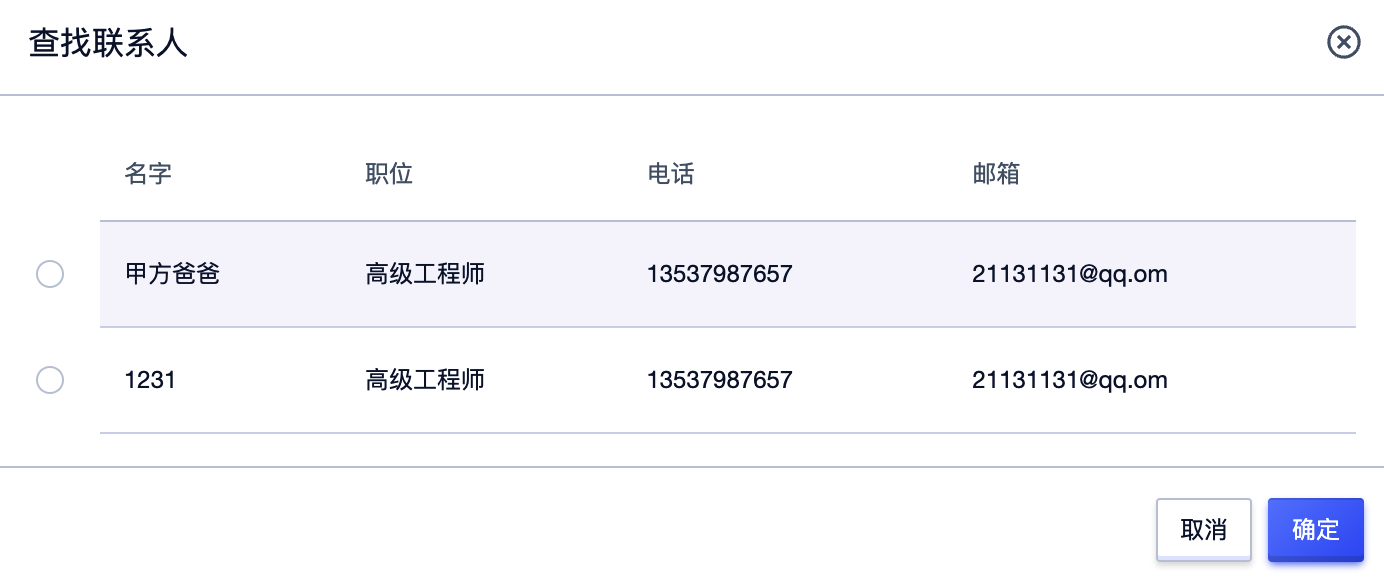 查找联系人
名字 职位 电话 邮箱
甲方爸爸 高级工程师 13537987657 21131131@qq.om
1231 高级工程师 13537987657 21131131@qq.om
取消 确定